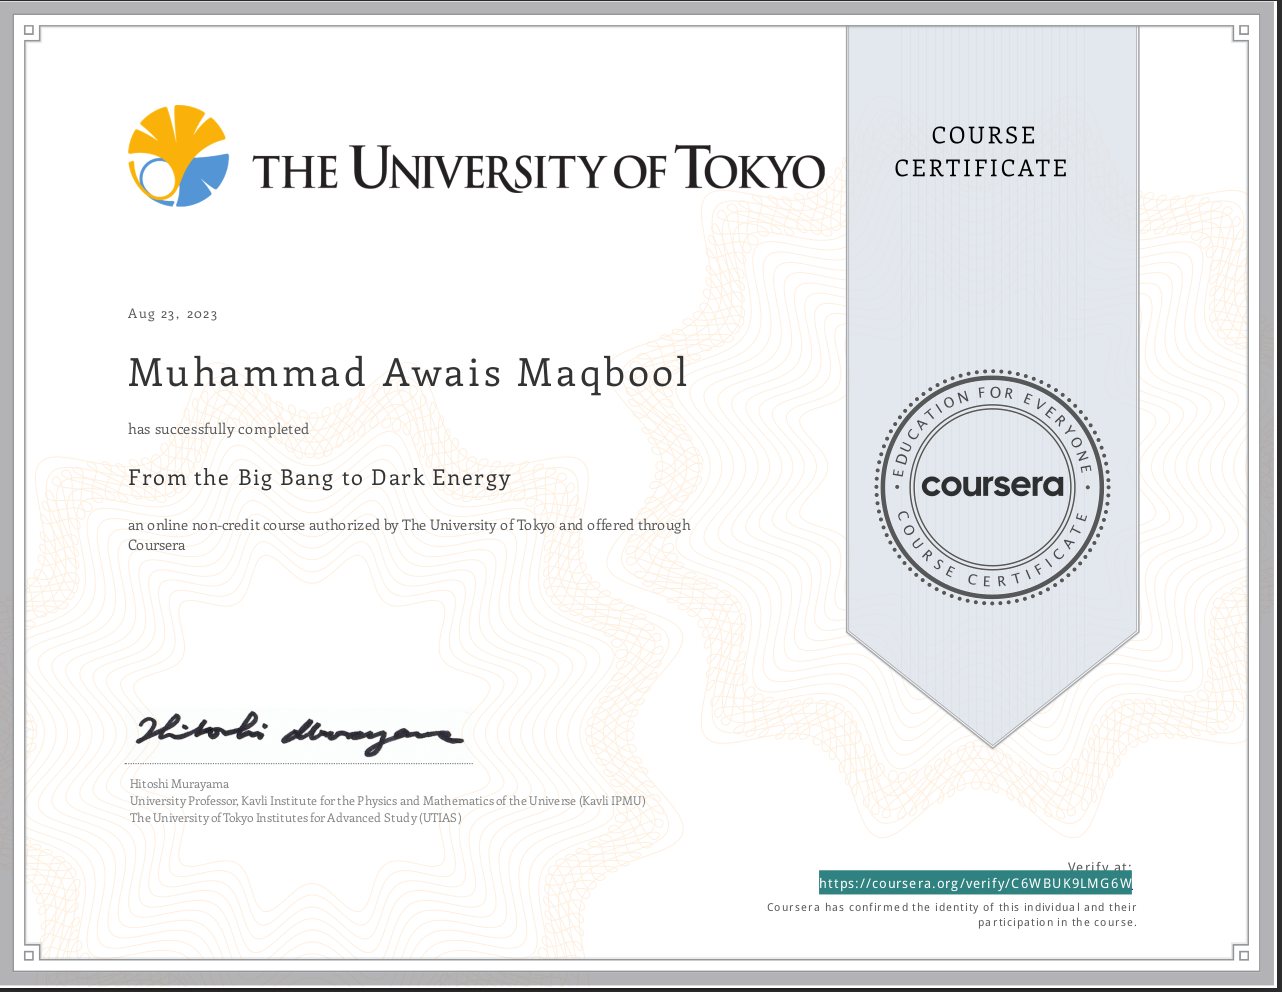 THE UNIVERSITY OF TOKYO
COURSE
CERTIFICATE
Aug 23, 2023
Muhammad Awais Maqbool
has successfully completed
From the Big Bang to Dark Energy
an online non-credit course authorized by The University of Tokyo and offered through
Coursera
EDUCATION FOR EVERYONE
coursera
COURSE CERTIFICATE
Hitoshi Murayama
Hitoshi Murayama
University Professor, Kavli Institute for the Physics and Mathematics of the Universe (Kavli IPMU)
The University of Tokyo Institutes for Advanced Study (UTIAS)
Verify at:
https://coursera.org/verify/C6WBUK9LMG6W
Coursera has confirmed the identity of this individual and their
participation in the course.